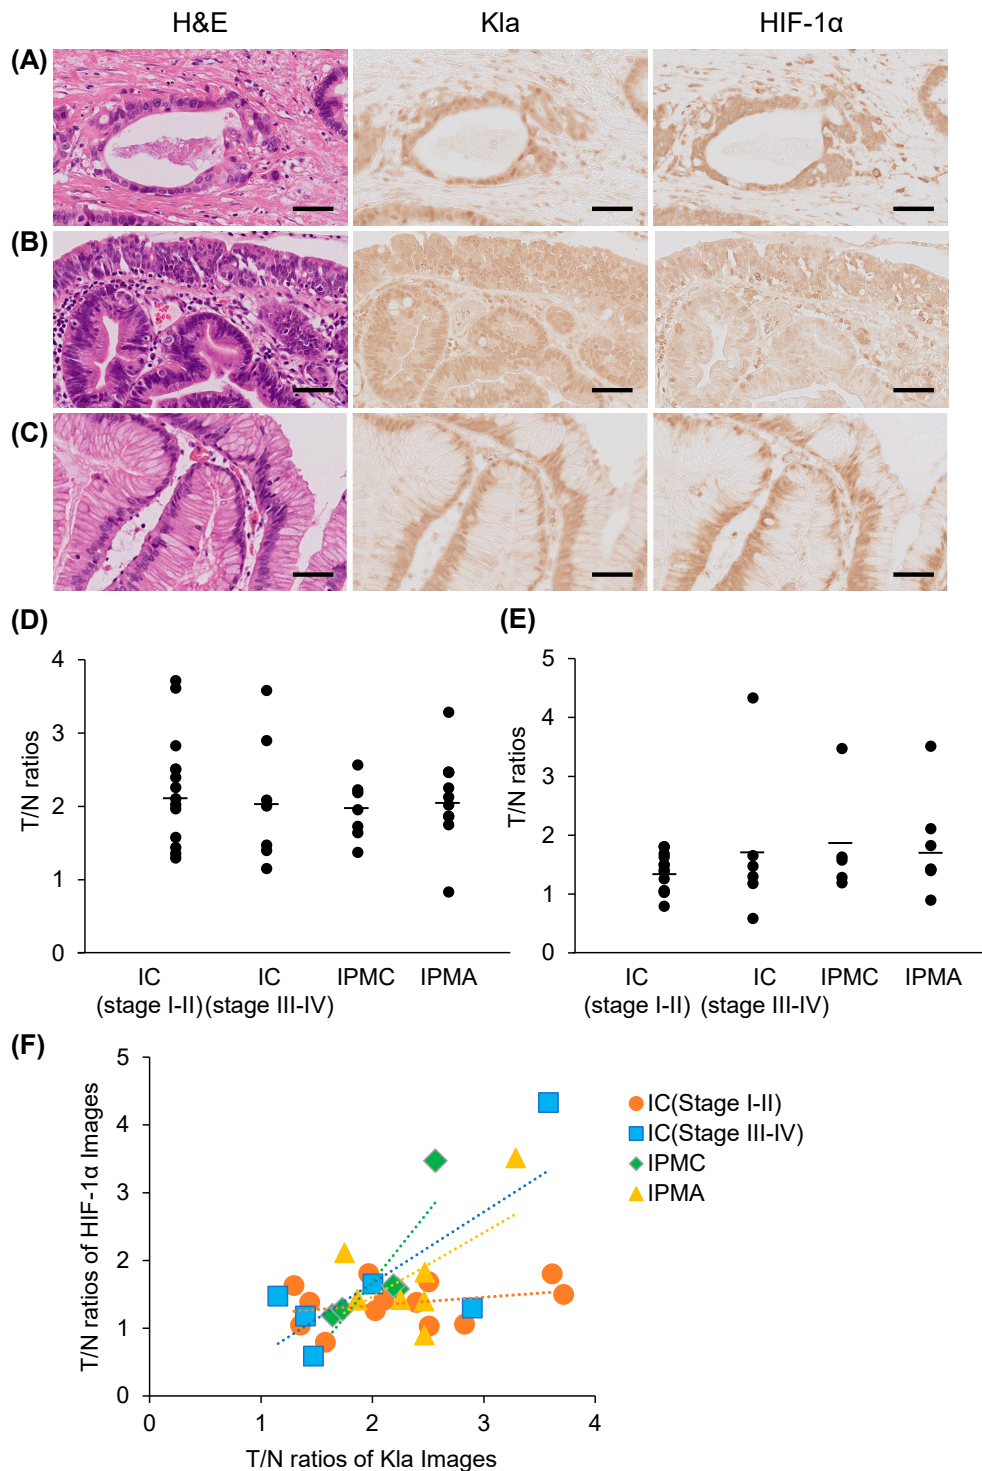 H&E Kla HIF-1α
(A)
(B)
(C)
(D)
4
3
2
1
0
T/N ratios
IC IC IPMC IPMA
(stage I-II) (stage III-IV)
(E)
5
4
3
2
1
0
T/N ratios
IC IC IPMC IPMA
(stage I-II) (stage III-IV)
(F)
5
4
3
2
1
0
T/N ratios of HIF-1α Images
0 1 2 3 4
T/N ratios of Kla Images
IC(Stage I-II)
IC(Stage III-IV)
IPMC
IPMA